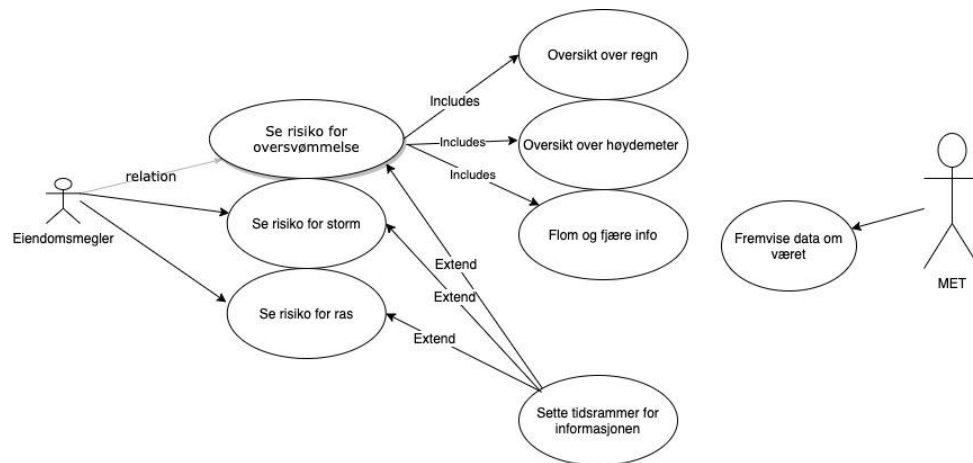 Oversikt over regn
Includes
Se risiko for
oversvømmelse
Includes
Oversikt over høydemeter
relation
Includes
Eiendomsmegler
Se risiko for storm
Flom og fjære info
Fremvise data om
været
MET
Extend
Extend
Se risiko for ras
Extend
Sette tidsrammer for
informasjonen